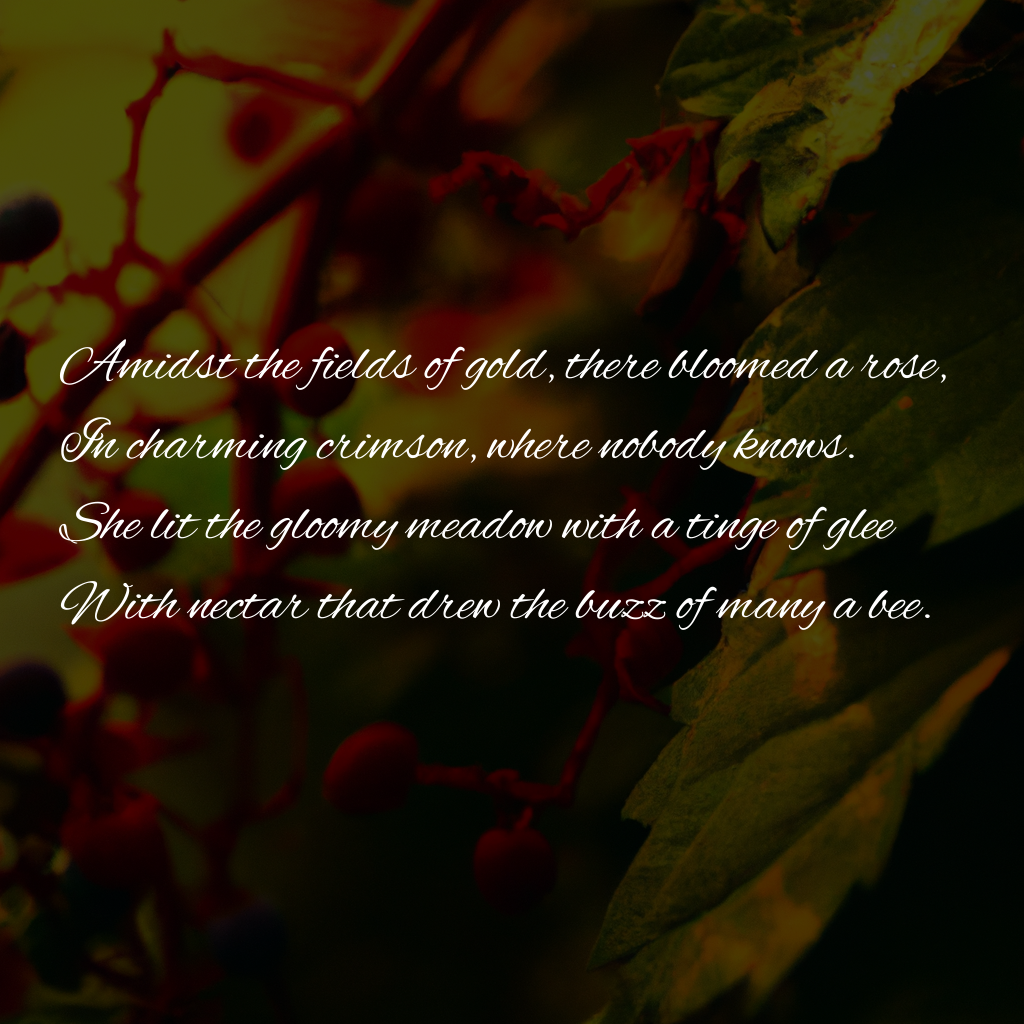 Amidst the fields of gold, there bloomed a rose,
In charming crimson, where nobody knows.
She lit the gloomy meadow with a tinge of glee
With nectar that drew the buzz of many a bee.